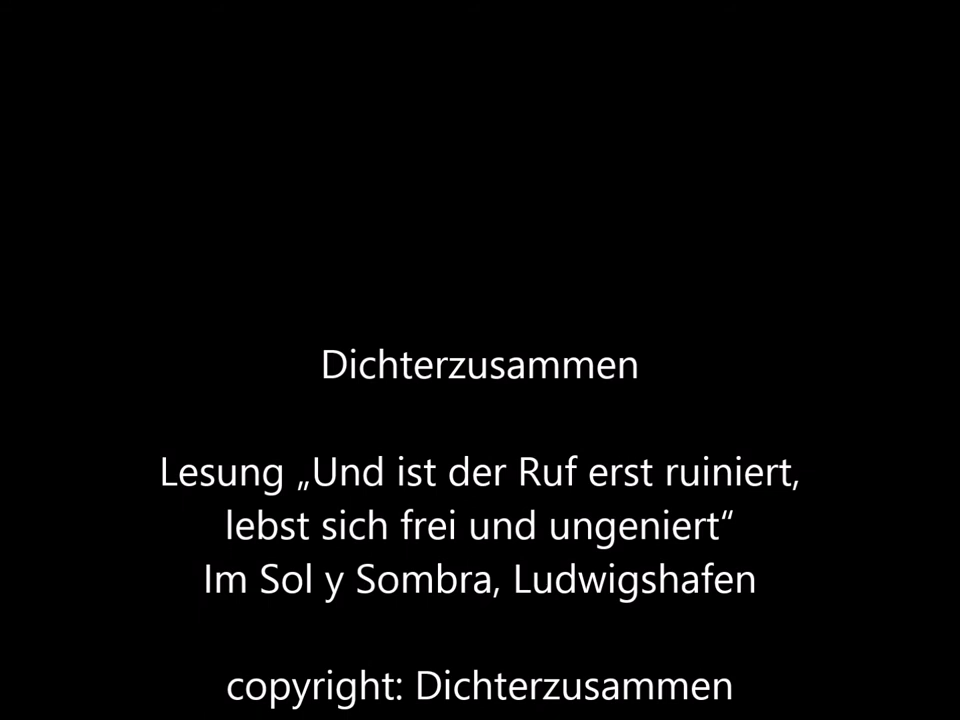 Dichterzusammen
Lesung „Und ist der Ruf erst ruiniert,
lebst sich frei und ungeniert“
Im Sol y Sombra, Ludwigshafen
copyright: Dichterzusammen